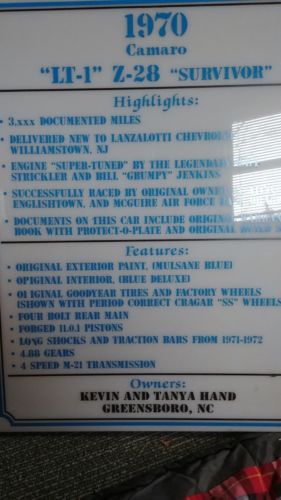 1970
Camaro
"LT-1" Z-28 "SURVIVOR"
Highlights:
• 3,xxx DOCUMENTED MILES
• DELIVERED NEW TO LANZALOTTI CHEVROLET
WILLIAMSTOWN, NJ
• ENGINE "SUPER-TUNED" BY THE LEGENDARY
STRICKLER AND BILL "GRUMPY" JENKINS
• SUCCESSFULLY RACED BY ORIGINAL OWNER
ENGLISHTOWN, AND MCGUIRE AIR FORCE
• DOCUMENTS ON THIS CAR INCLUDE ORIGINAL
BOOK WITH PROTECT-O-PLATE AND ORIGINAL
Features:
• ORIGINAL EXTERIOR PAINT, (MULSANE BLUE)
• OPIGINAL INTERIOR, (BLUE DELUXE)
• OI IGINAL GOODYEAR TIRES AND FACTORY WHEELS
(SHOWN WITH PERIOD CORRECT CRAGAR "SS" WHEELS
• FOUR BOLT REAR MAIN
• FORGED 11.0.1 PISTONS
• LONG SHOCKS AND TRACTION BARS FROM 1971-1972
• 4.88 GEARS
• 4 SPEED M-21 TRANSMISSION
Owners:
KEVIN AND TANYA HAND
GREENSBORO, NC